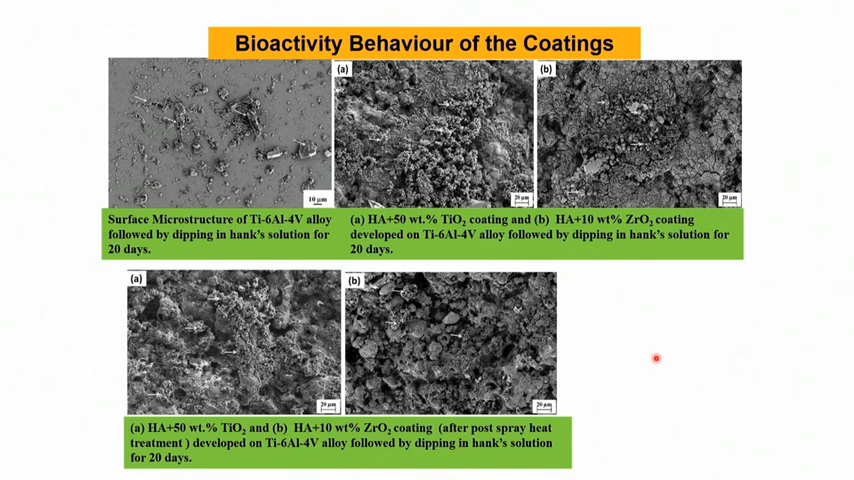 Bioactivity Behaviour of the Coatings
10 µm
(a)
20 µm
(b)
20 µm
Surface Microstructure of Ti-6Al-4V alloy
followed by dipping in hank's solution for
20 days.
(a) HA+50 wt.% TiO₂ coating and (b) HA+10 wt% ZrO₂ coating
developed on Ti-6Al-4V alloy followed by dipping in hank's solution for
20 days.
(a)
20 µm
(b)
20 µm
(a) HA+50 wt.% TiO₂ and (b) HA+10 wt% ZrO₂ coating (after post spray heat
treatment ) developed on Ti-6Al-4V alloy followed by dipping in hank's solution
for 20 days.